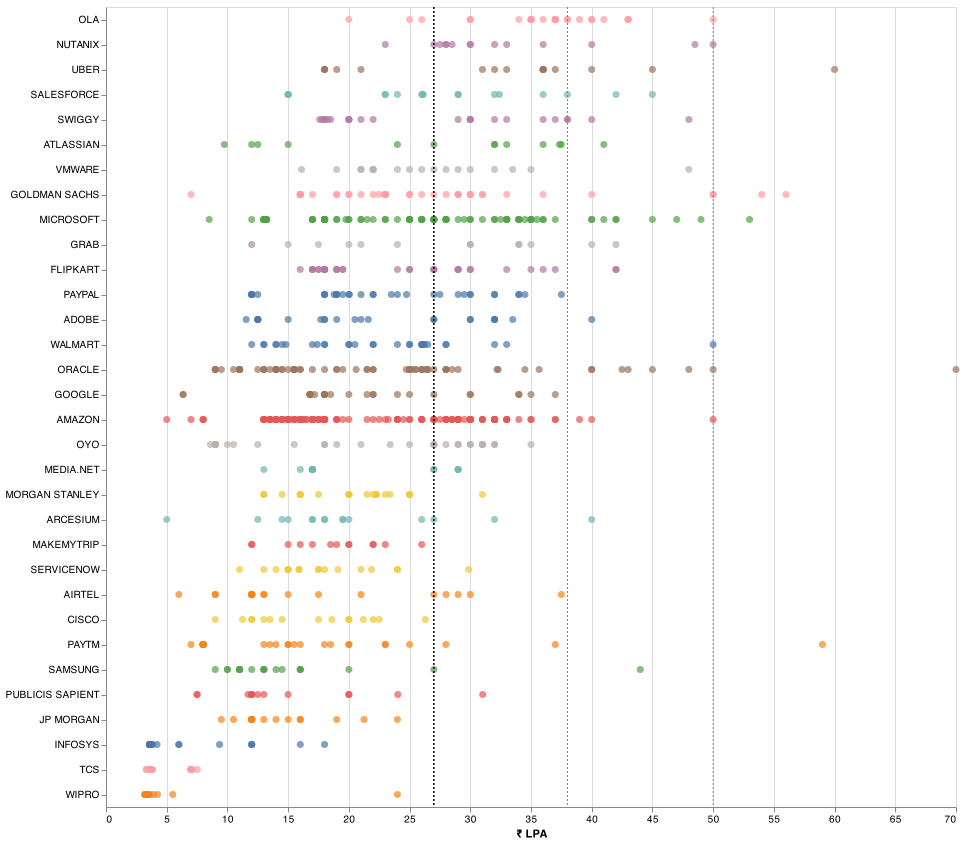 OLA
NUTANIX
UBER
SALESFORCE
SWIGGY
ATLASSIAN
VMWARE
GOLDMAN SACHS
MICROSOFT
GRAB
FLIPKART
PAYPAL
ADOBE
WALMART
ORACLE
GOOGLE
AMAZON
OYO
MEDIA.NET
MORGAN STANLEY
ARCESIUM
MAKEMYTRIP
SERVICENOW
AIRTEL
CISCO
PAYTM
SAMSUNG
PUBLICIS SAPIENT
JP MORGAN
INFOSYS
TCS
WIPRO
0 5 10 15 20 25 30 35 40 45 50 55 60 65 70
₹ LPA